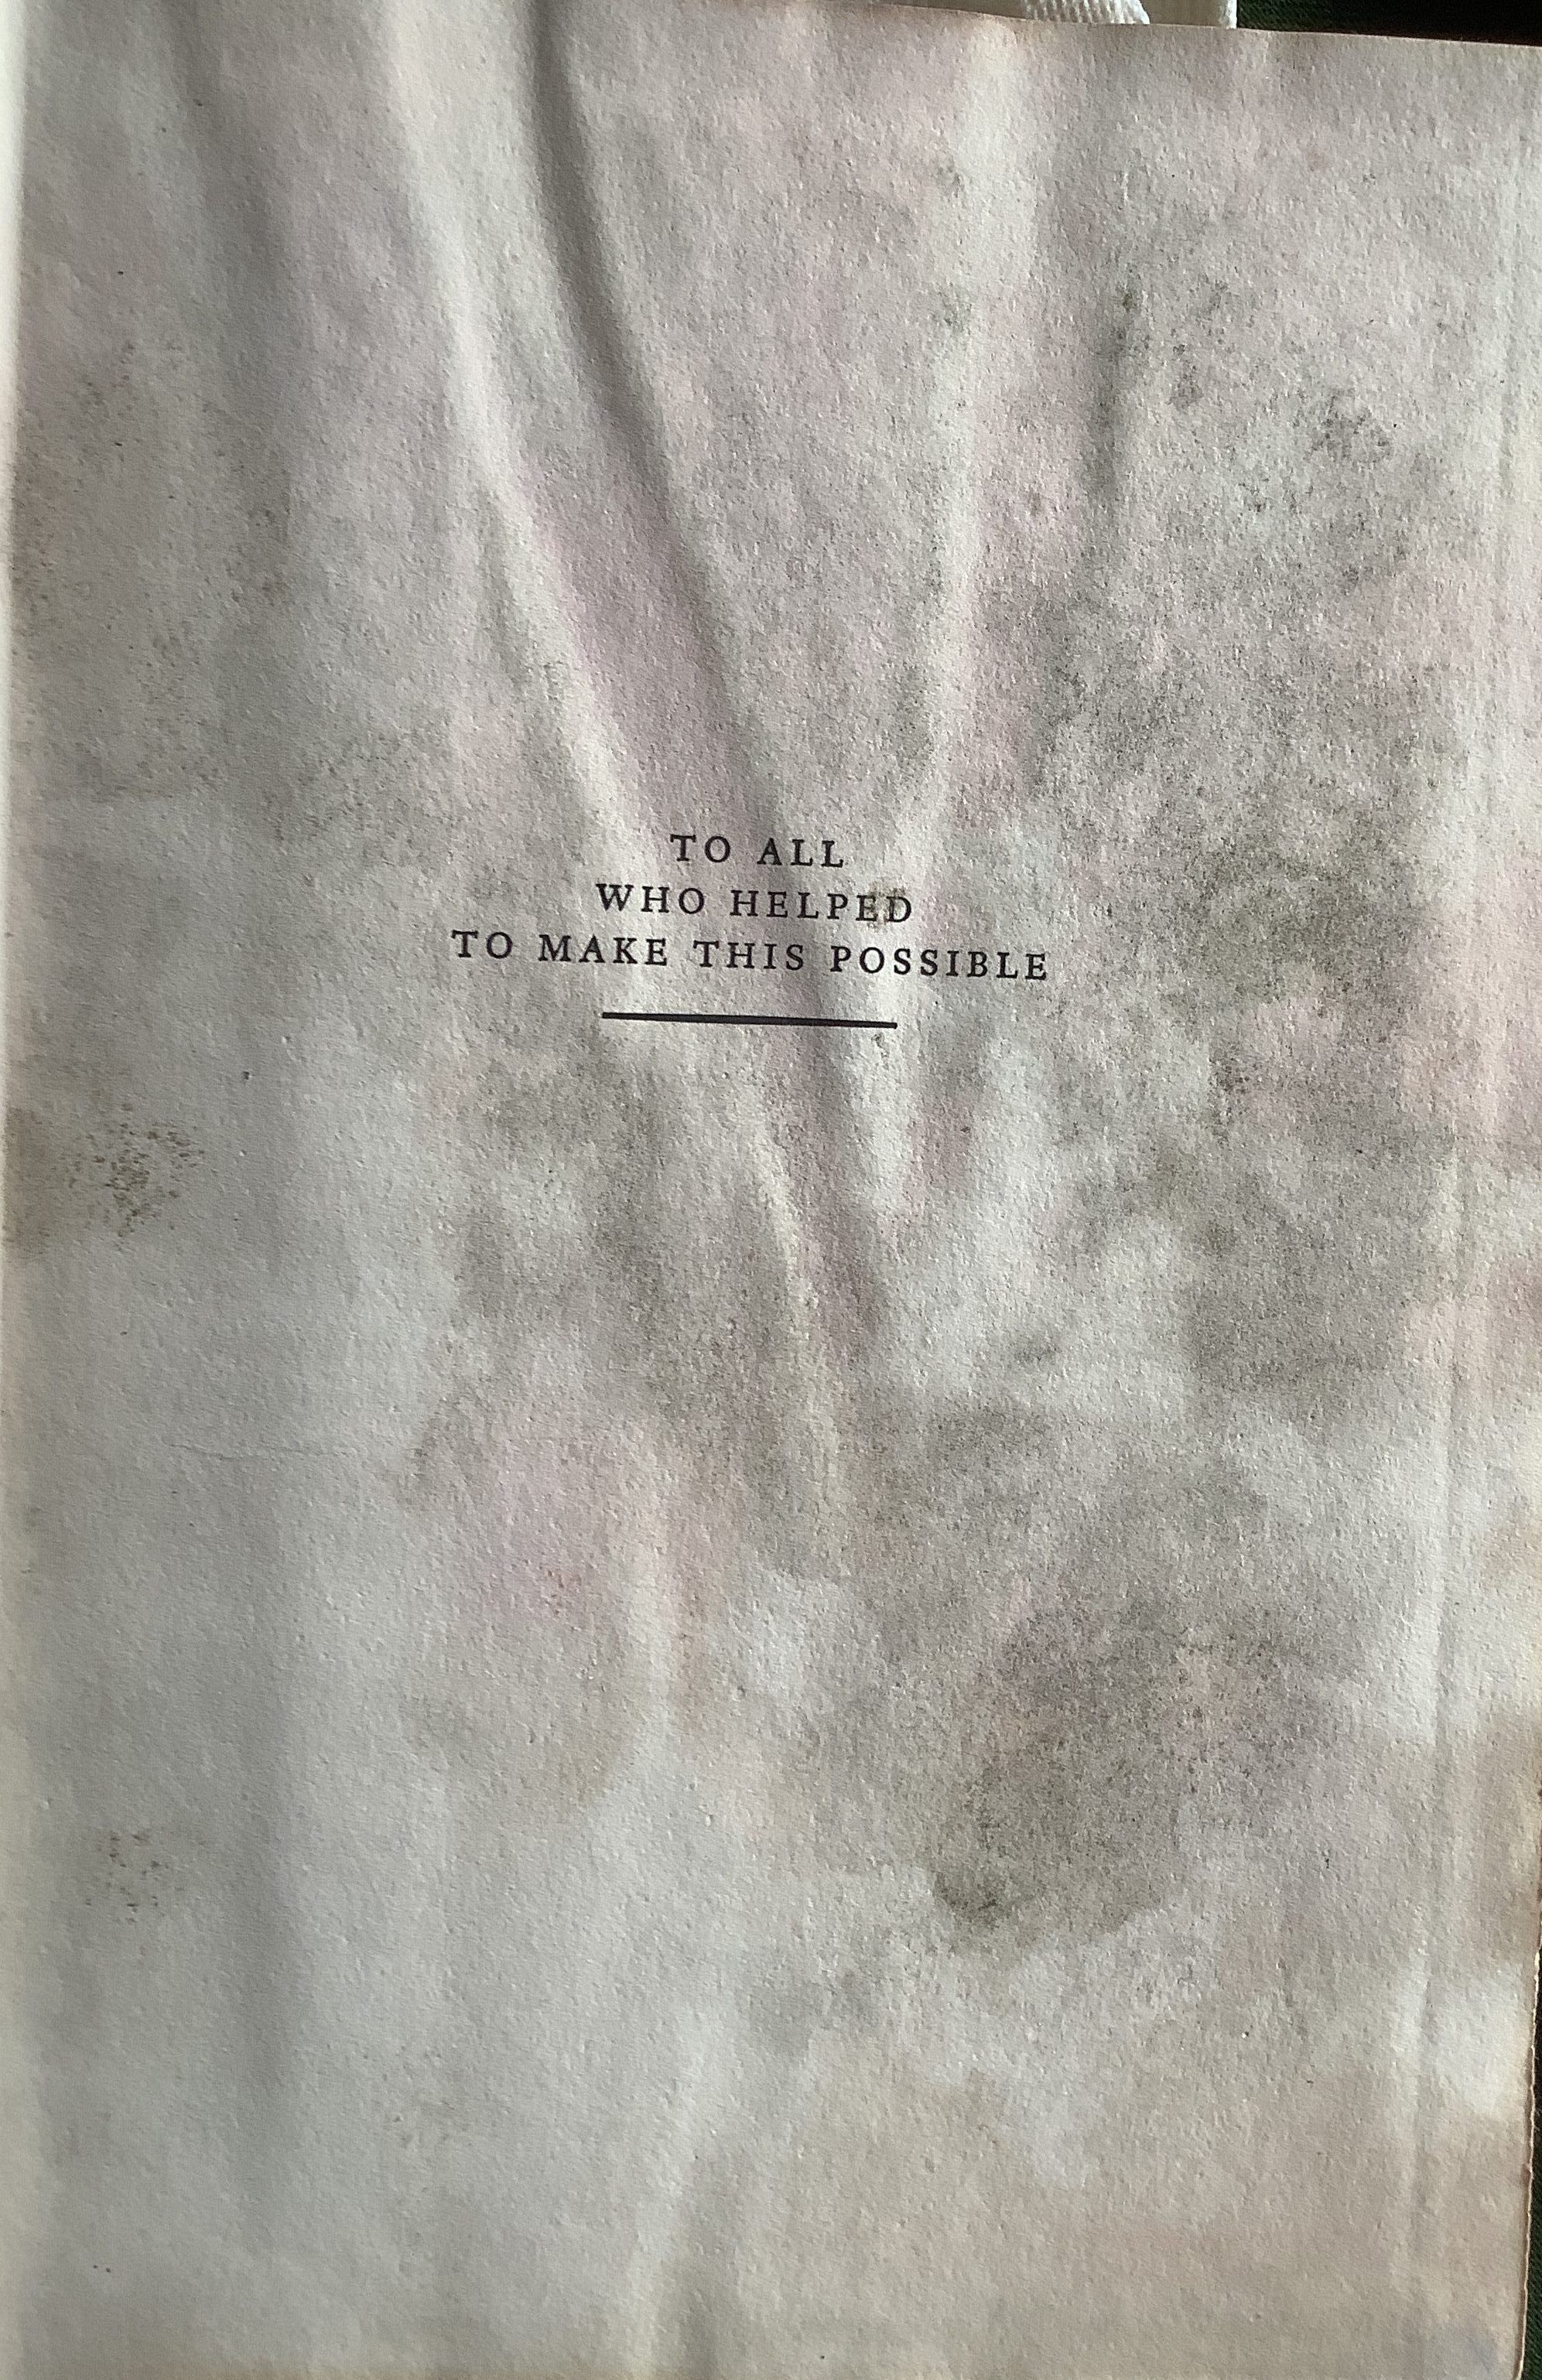 TO ALL
WHO HELPED
TO MAKE THIS POSSIBLE